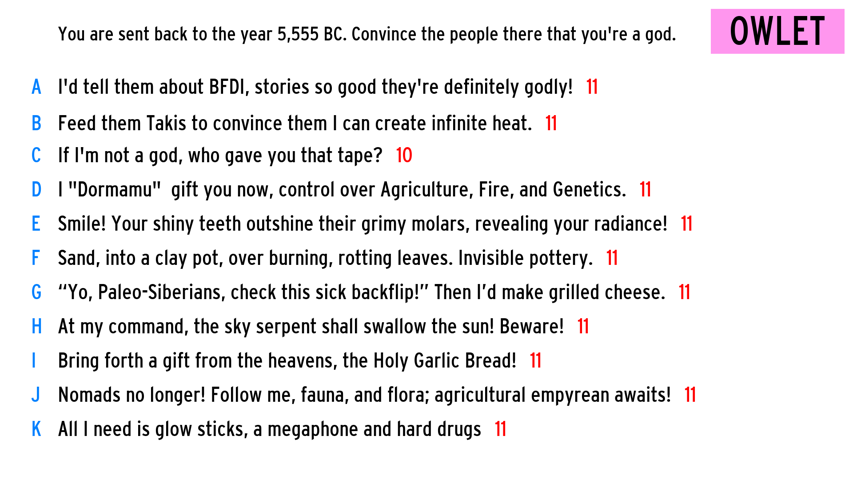 You are sent back to the year 5,555 BC. Convince the people there that you're a god.
OWLET
A I'd tell them about BFDI, stories so good they're definitely godly! 11
B Feed them Takis to convince them I can create infinite heat. 11
C If I'm not a god, who gave you that tape? 10
D I "Dormamu" gift you now, control over Agriculture, Fire, and Genetics. 11
E Smile! Your shiny teeth outshine their grimy molars, revealing your radiance! 11
F Sand, into a clay pot, over burning, rotting leaves. Invisible pottery. 11
G “Yo, Paleo-Siberians, check this sick backflip!” Then I’d make grilled cheese. 11
H At my command, the sky serpent shall swallow the sun! Beware! 11
I Bring forth a gift from the heavens, the Holy Garlic Bread! 11
J Nomads no longer! Follow me, fauna, and flora; agricultural empyrean awaits! 11
K All I need is glow sticks, a megaphone and hard drugs 11